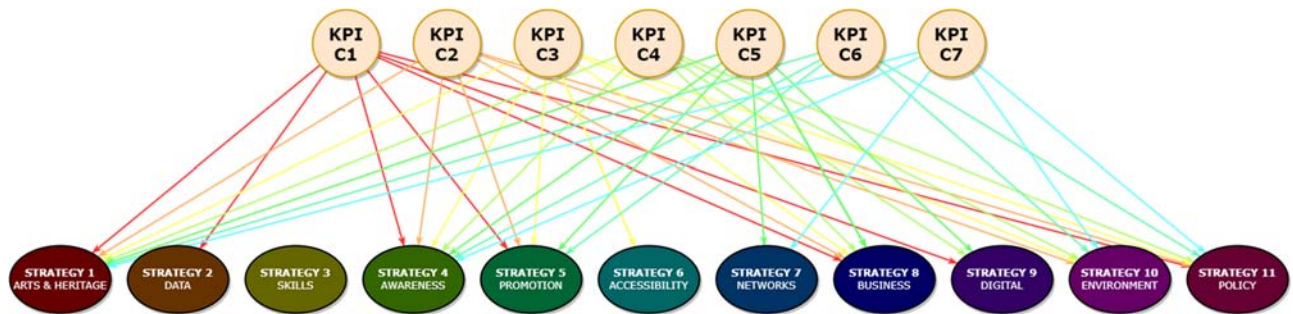 KPI
C1
KPI
C2
KPI
C3
KPI
C4
KPI
C5
KPI
C6
KPI
C7
STRATEGY 1
ARTS & HERITAGE
STRATEGY 2
DATA
STRATEGY 3
SKILLS
STRATEGY 4
AWARENESS
STRATEGY 5
PROMOTION
STRATEGY 6
ACCESSIBILITY
STRATEGY 7
NETWORKS
STRATEGY 8
BUSINESS
STRATEGY 9
DIGITAL
STRATEGY 10
ENVIRONMENT
STRATEGY 11
POLICY